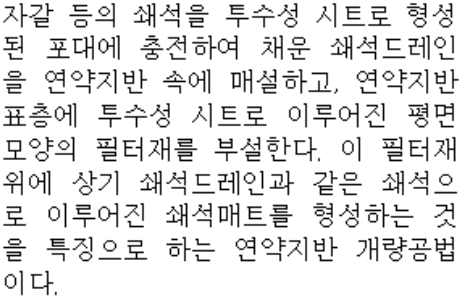 자갈 등의 쇄석을 투수성 시트로 형성
된 포대에 충전하여 채운 쇄석드레인
을 연약지반 속에 매설하고, 연약지반
표층에 투수성 시트로 이루어진 평면
모양의 필터재를 부설한다. 이 필터재
위에 상기 쇄석드레인과 같은 쇄석으
로 이루어진 쇄석매트를 형성하는 것
을 특징으로 하는 연약지반 개량공법
이다.